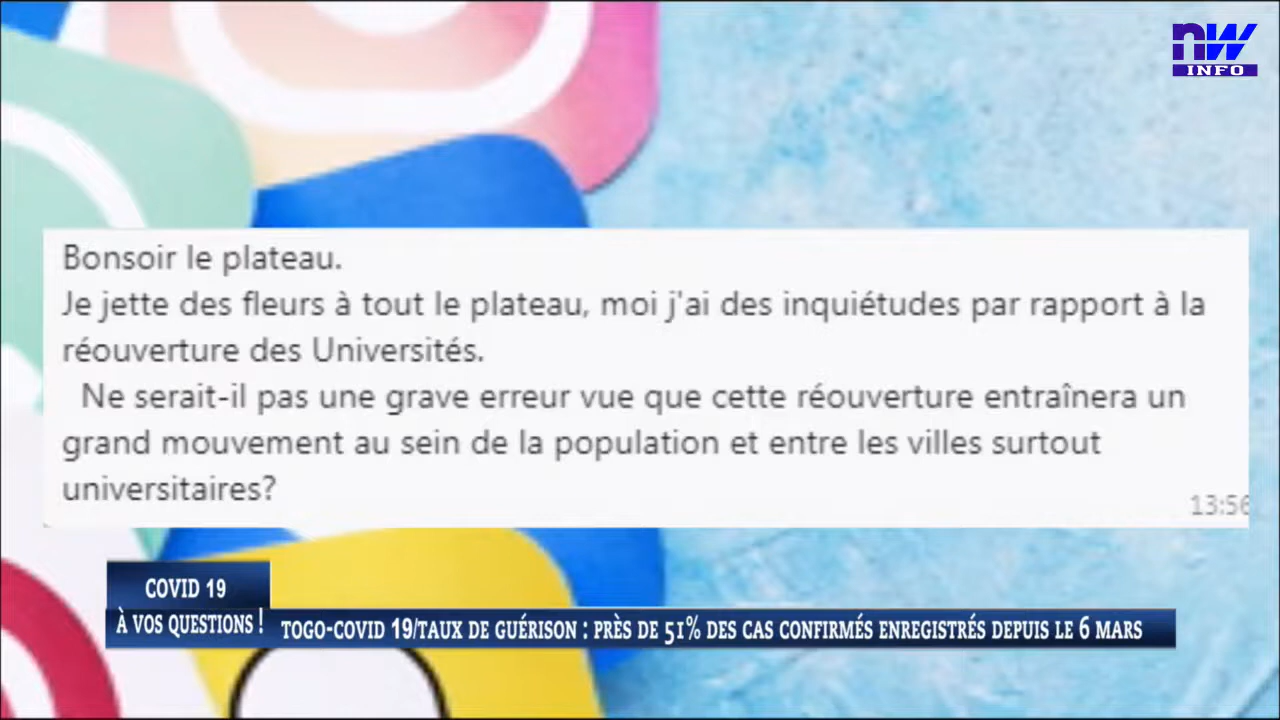 nw
INFO
Bonsoir le plateau.
Je jette des fleurs à tout le plateau, moi j'ai des inquiétudes par rapport à la
réouverture des Universités.
Ne serait-il pas une grave erreur vue que cette réouverture entraînera un
grand mouvement au sein de la population et entre les villes surtout
universitaires?
13:56
COVID 19
À VOS QUESTIONS !
TOGO-COVID 19/TAUX DE GUÉRISON : PRÈS DE 51% DES CAS CONFIRMÉS ENREGISTRÉS DEPUIS LE 6 MARS